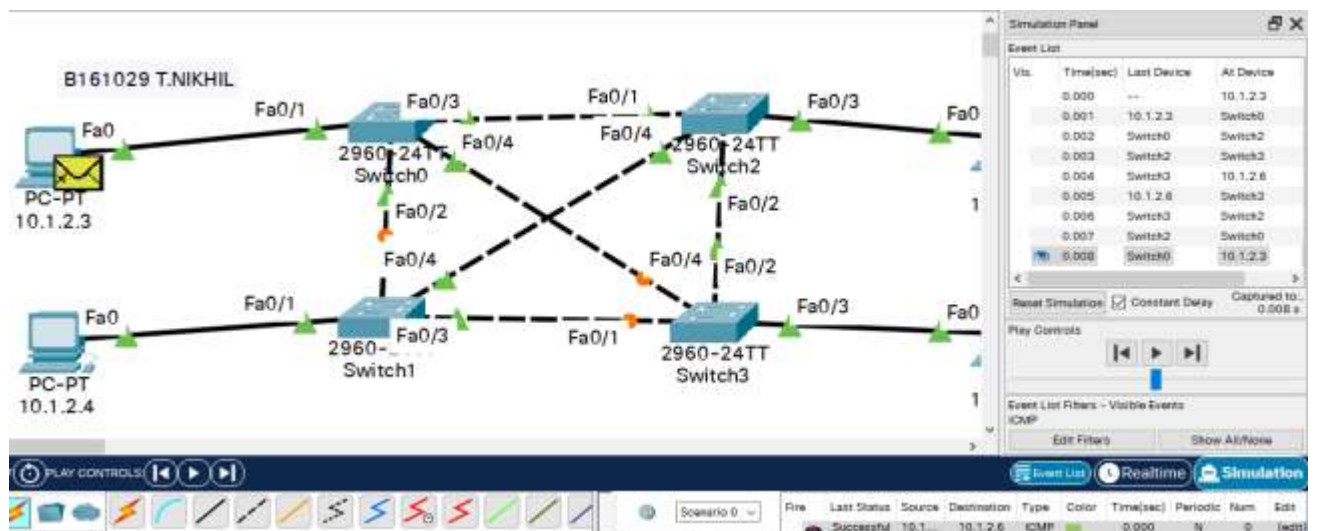 B161029 T.NIKHIL
Fa0/1
Fa0/3
Fa0/1
Fa0/3
Fa0
Fa0
Fa0/4
Fa0/4
2960-24TT
Switch0
2960-24TT
Switch2
PC-PT
10.1.2.3
Fa0/2
Fa0/2
1
Fa0/4
Fa0/4
Fa0/2
Fa0
Fa0/1
Fa0/3
Fa0/1
Fa0/3
Fa0
2960-
Switch1
2960-24TT
Switch3
PC-PT
10.1.2.4
1
Simulation Panel
Event List
Vis. Time(sec) Last Device At Device
0.000 -- 10.1.2.3
0.001 10.1.2.3 Switch0
0.002 Switch0 Switch2
0.003 Switch2 Switch3
0.004 Switch3 10.1.2.6
0.005 10.1.2.6 Switch3
0.006 Switch3 Switch2
0.007 Switch2 Switch0
0.008 Switch0 10.1.2.3
Reset Simulation Constant Delay Captured to:
0.008 s
Play Controls
Event List Filters - Visible Events
ICMP
Edit Filters Show All/None
PLAY CONTROLS:
Event List Realtime Simulation
Scenario 0
Fire Last Status Source Destination Type Color Time(sec) Periodic Num Edit
Successful 10.1... 10.1.2.6 ICMP 0.000 N 0 (edit)